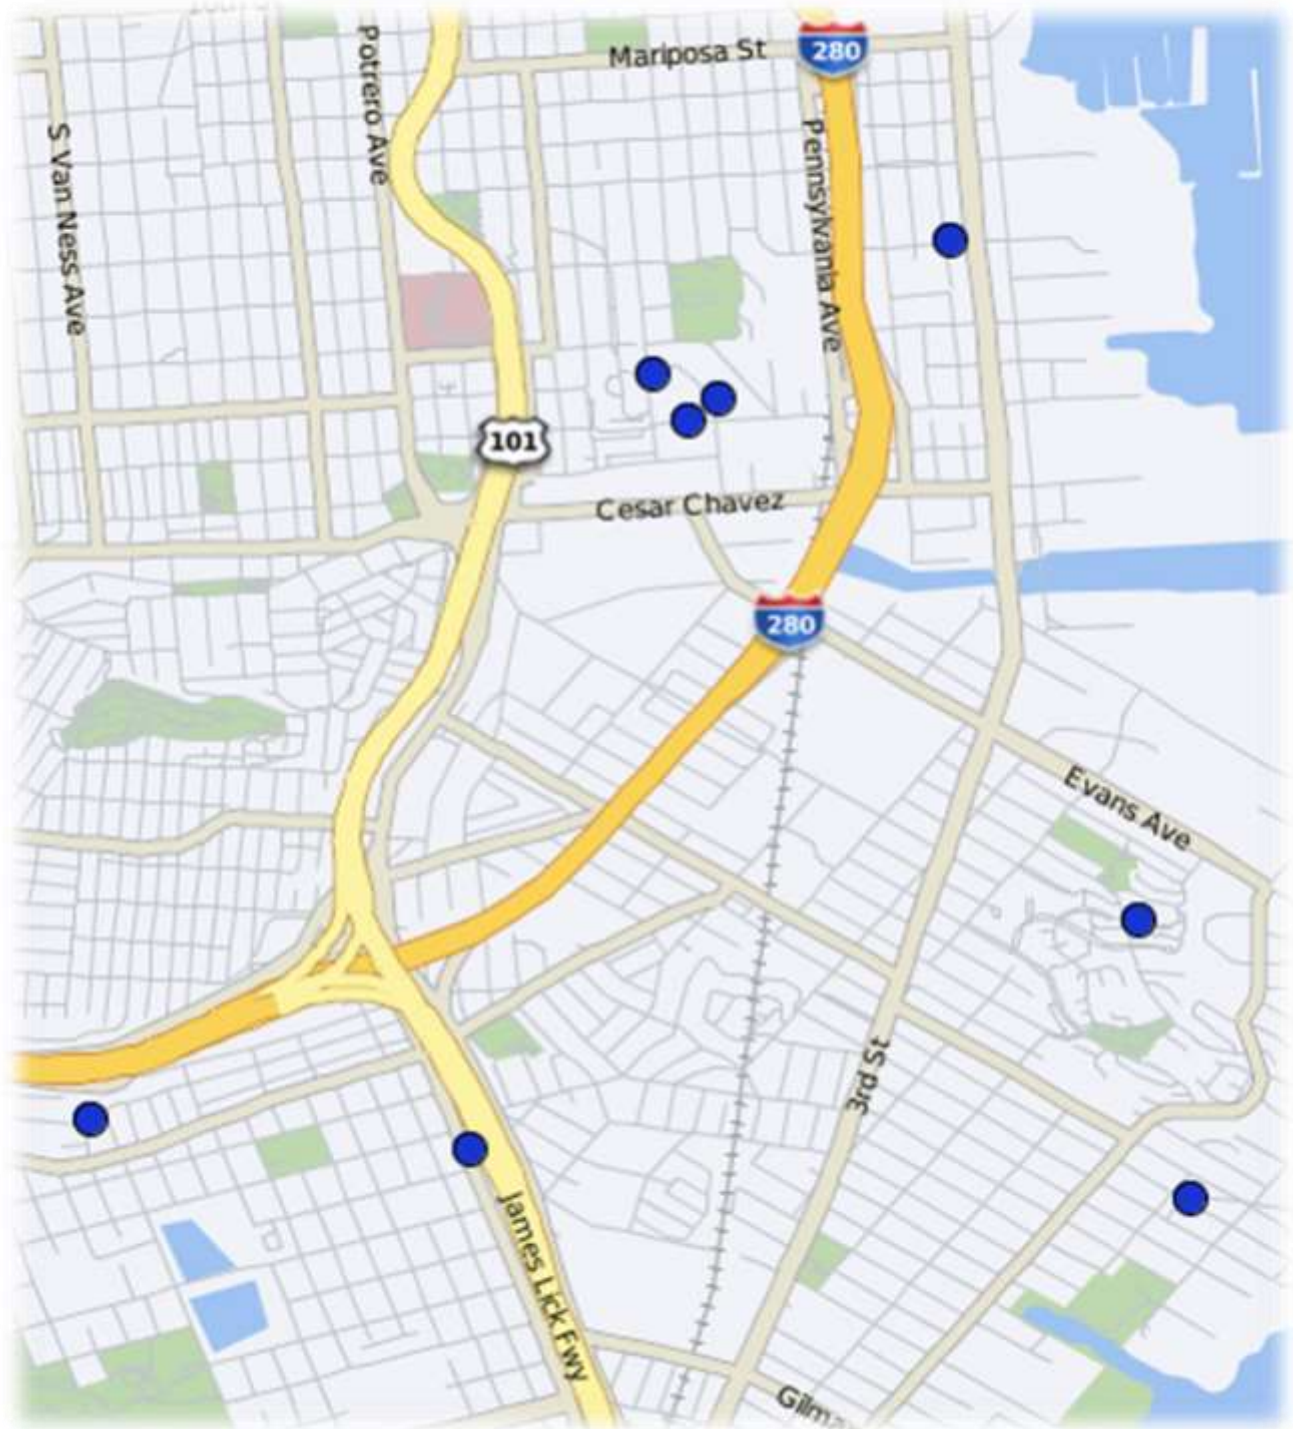 280
Mariposa St
Potrero Ave
S Van Ness Ave
Pennsylvania Ave
101
Cesar Chavez
280
Evans Ave
3rd St
James Lick Fwy